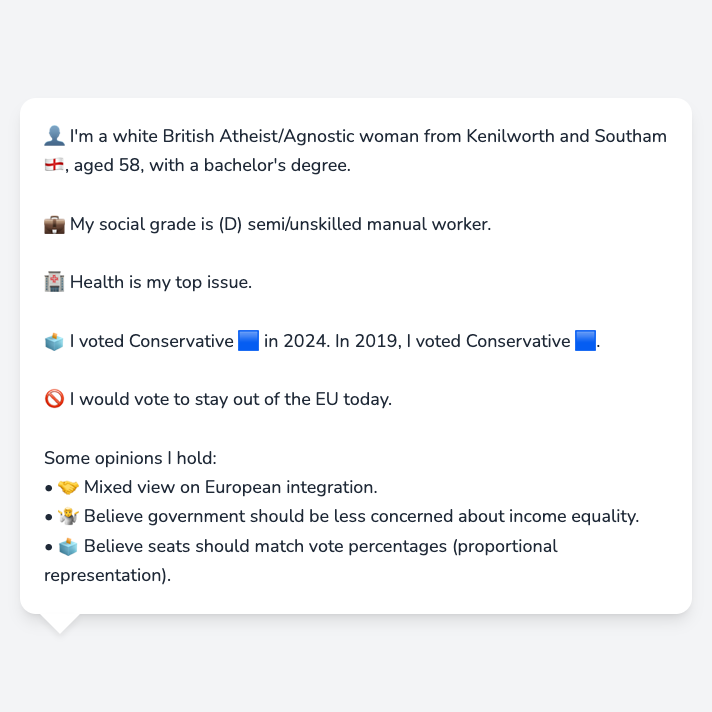 👤 I'm a white British Atheist/Agnostic woman from Kenilworth and Southam
🏴󠁧󠁢󠁥󠁮󠁧󠁿, aged 58, with a bachelor's degree.
💼 My social grade is (D) semi/unskilled manual worker.
🏥 Health is my top issue.
🗳️ I voted Conservative 🟦 in 2024. In 2019, I voted Conservative 🟦.
🚫 I would vote to stay out of the EU today.
Some opinions I hold:
• 🤝 Mixed view on European integration.
• 🤷 Believe government should be less concerned about income equality.
• 🗳️ Believe seats should match vote percentages (proportional
representation).